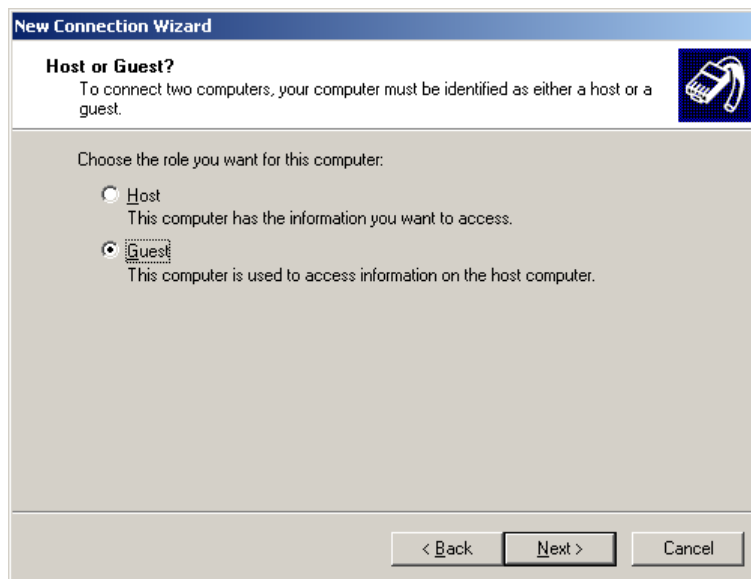 New Connection Wizard
Host or Guest?
To connect two computers, your computer must be identified as either a host or a
guest.
Choose the role you want for this computer:
Host
This computer has the information you want to access.
Guest
This computer is used to access information on the host computer.
< Back Next > Cancel